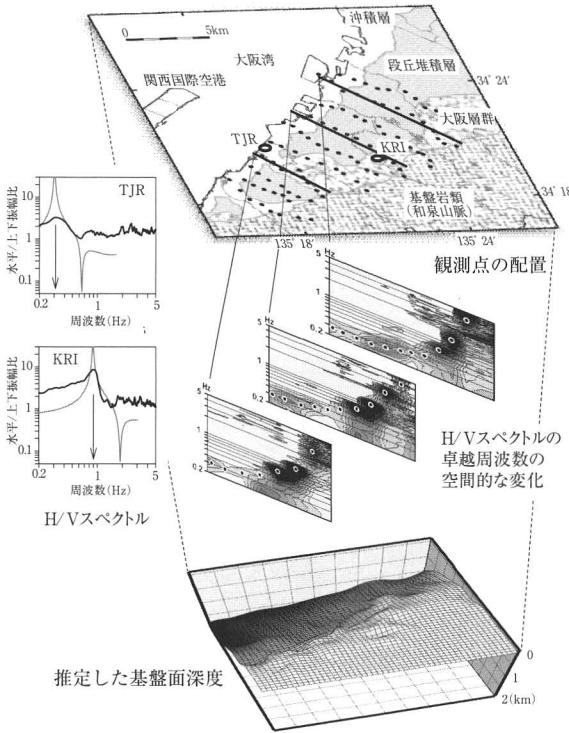 0 5km
沖積層
大阪湾
段丘堆積層
関西国際空港
34° 24′
大阪層群
TJR
KRI
基盤岩類
(和泉山脈)
34° 18′
135° 18′
135° 24′
観測点の配置
TJR
水平/上下振幅比
10
1
0.1
0.2 1 5
周波数(Hz)
KRI
水平/上下振幅比
10
1
0.1
0.2 1 5
周波数(Hz)
H/Vスペクトル
5 Hz
1
0.2
5 Hz
1
0.2
5 Hz
1
0.2
H/Vスペクトルの
卓越周波数の
空間的な変化
推定した基盤面深度
0
1
2(km)